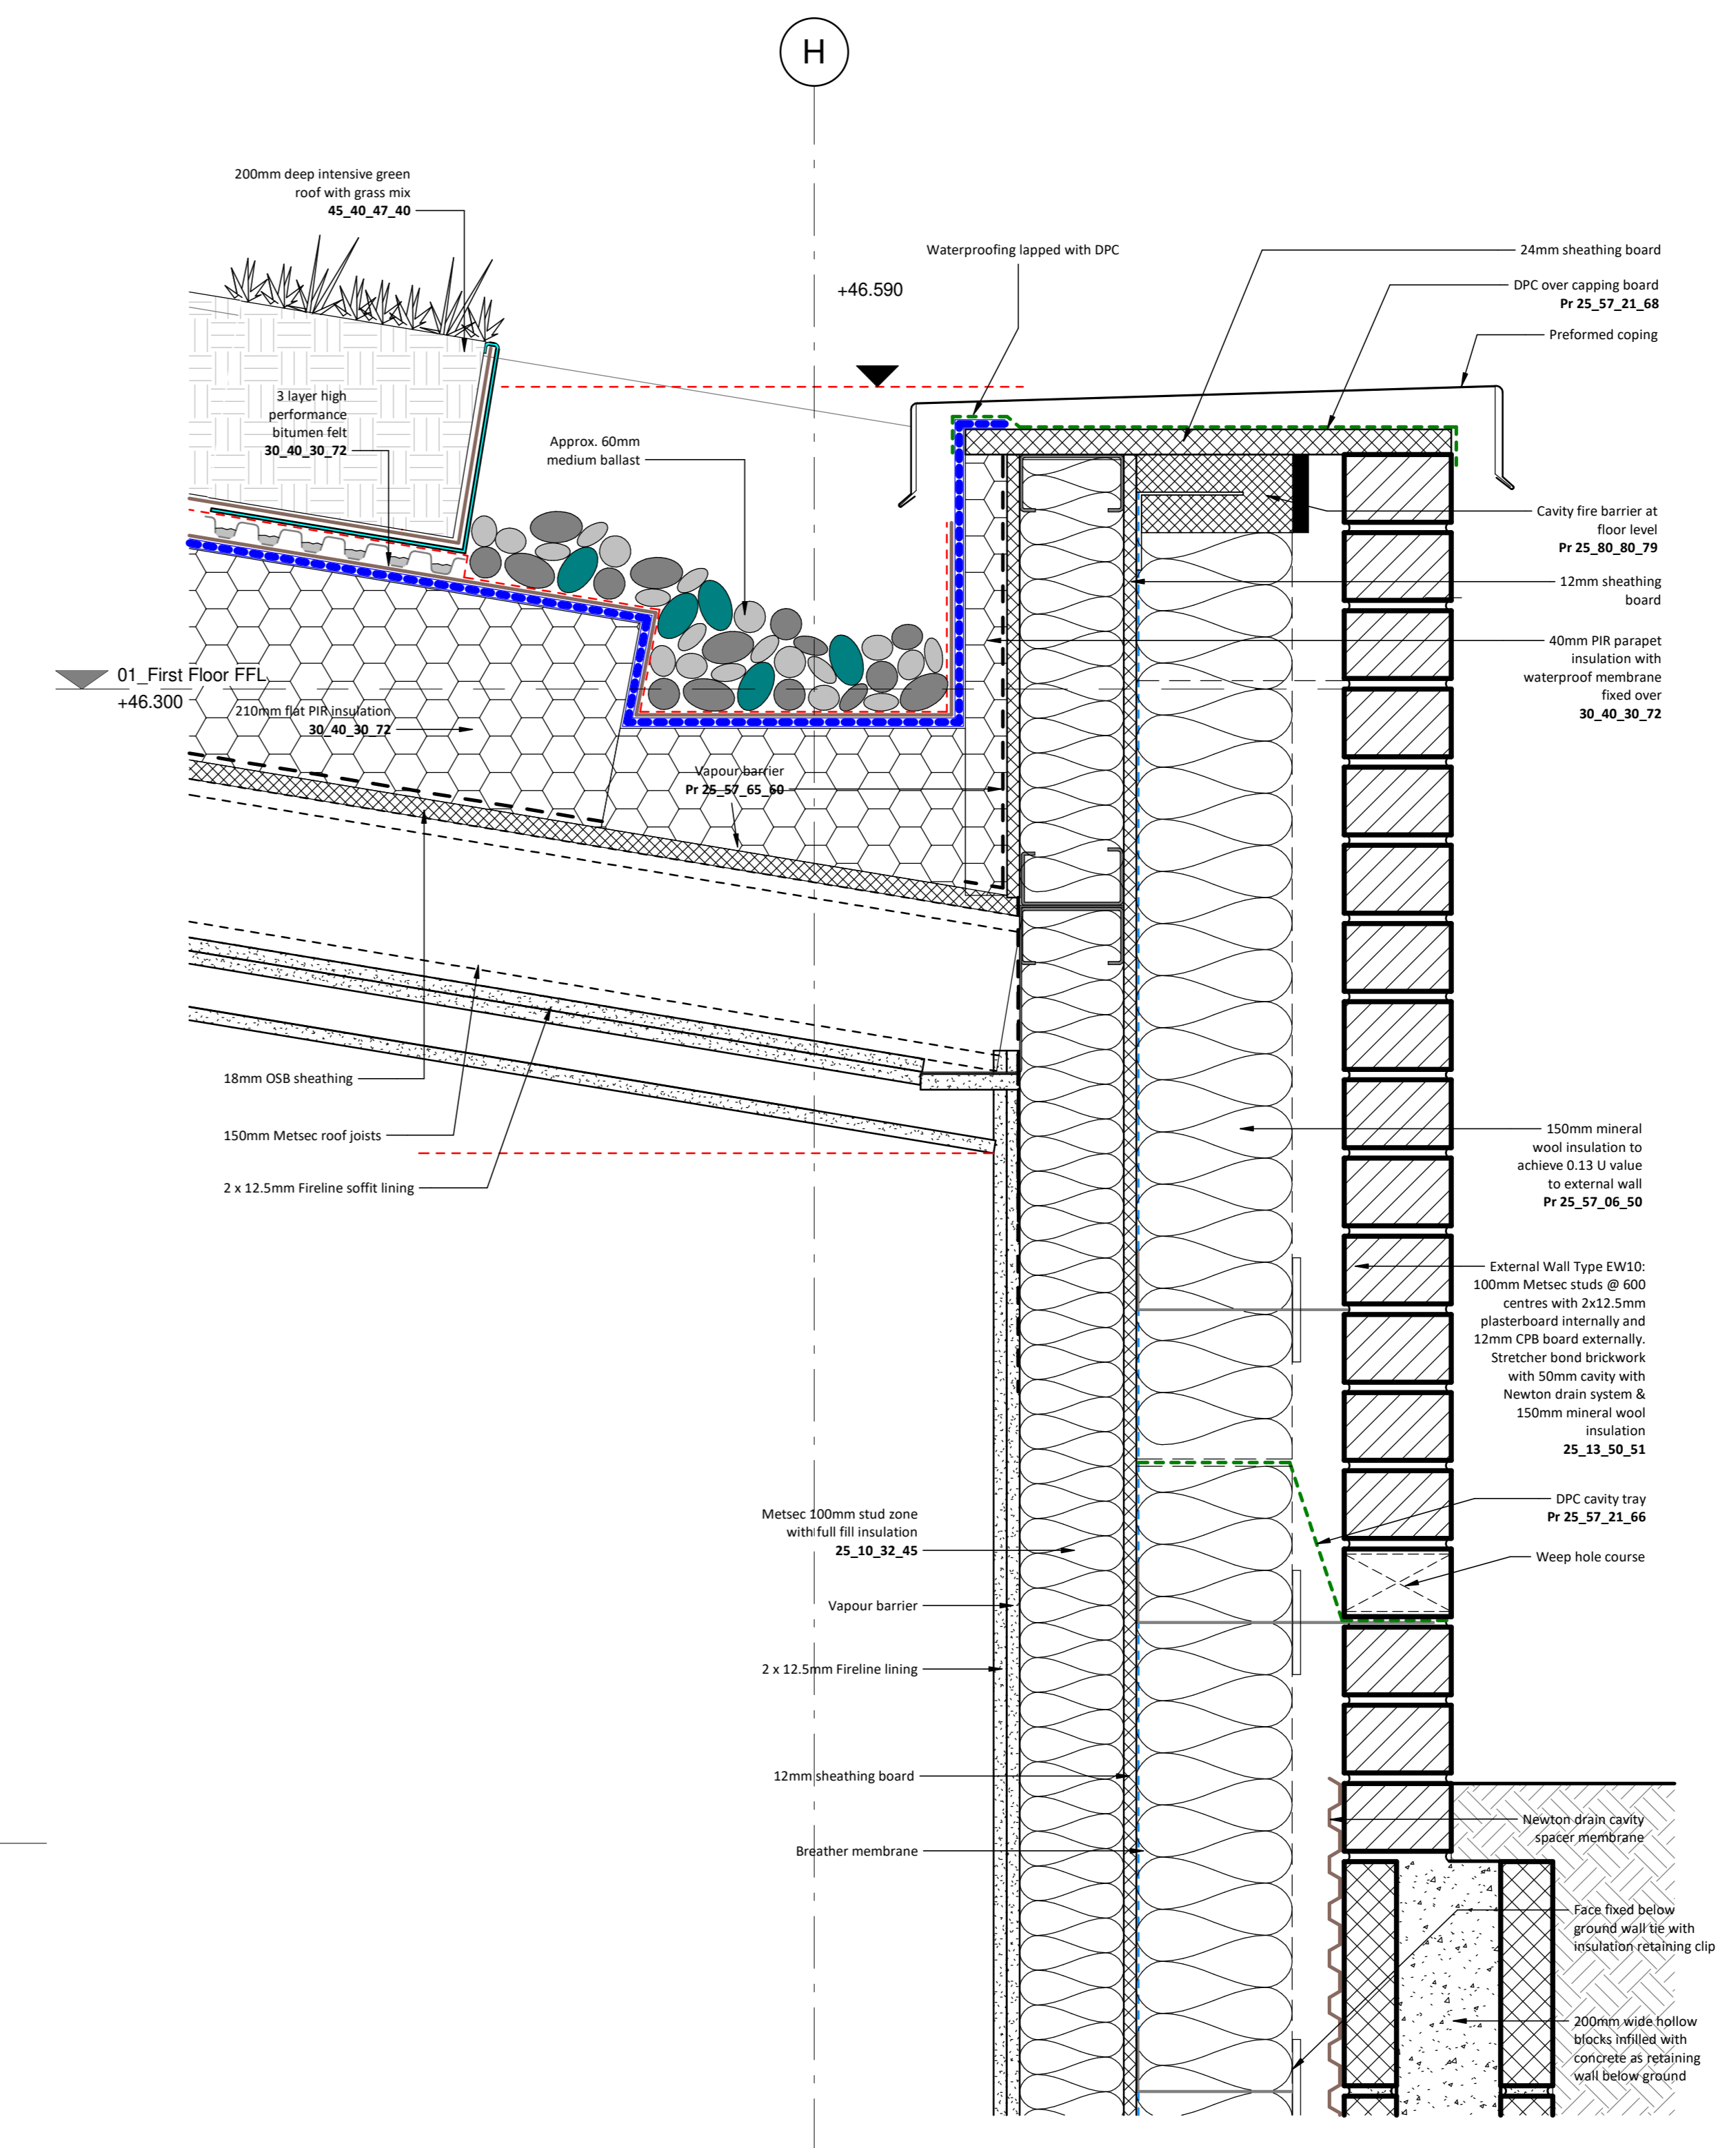 H
200mm deep intensive green
roof with grass mix
45_40_47_40
Waterproofing lapped with DPC
24mm sheathing board
+46.590
DPC over capping board
Pr 25_57_21_68
Preformed coping
3 layer high
performance
bitumen felt
30_40_30_72
Approx. 60mm
medium ballast
Cavity fire barrier at
floor level
Pr 25_80_80_79
12mm sheathing
board
40mm PIR parapet
insulation with
waterproof membrane
fixed over
30_40_30_72
01_First Floor FFL
+46.300
210mm flat PIR insulation
30_40_30_72
Vapour barrier
Pr 25_57_65_60
18mm OSB sheathing
150mm Metsec roof joists
2 x 12.5mm Fireline soffit lining
150mm mineral
wool insulation to
achieve 0.13 U value
to external wall
Pr 25_57_06_50
External Wall Type EW10:
100mm Metsec studs @ 600
centres with 2x12.5mm
plasterboard internally and
12mm CPB board externally.
Stretcher bond brickwork
with 50mm cavity with
Newton drain system &
150mm mineral wool
insulation
25_13_50_51
Metsec 100mm stud zone
with full fill insulation
25_10_32_45
DPC cavity tray
Pr 25_57_21_66
Weep hole course
Vapour barrier
2 x 12.5mm Fireline lining
12mm sheathing board
Breather membrane
Newton drain cavity
spacer membrane
Face fixed below
ground wall tie with
insulation retaining clip
200mm wide hollow
blocks infilled with
concrete as retaining
wall below ground